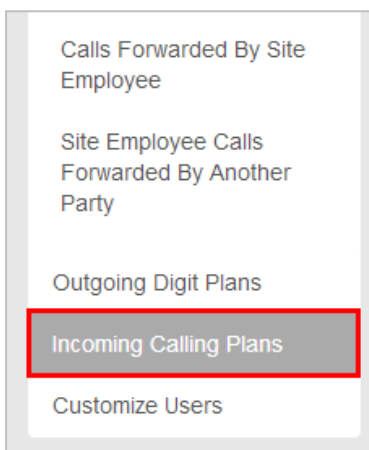 Calls Forwarded By Site
Employee
Site Employee Calls
Forwarded By Another
Party
Outgoing Digit Plans
Incoming Calling Plans
Customize Users